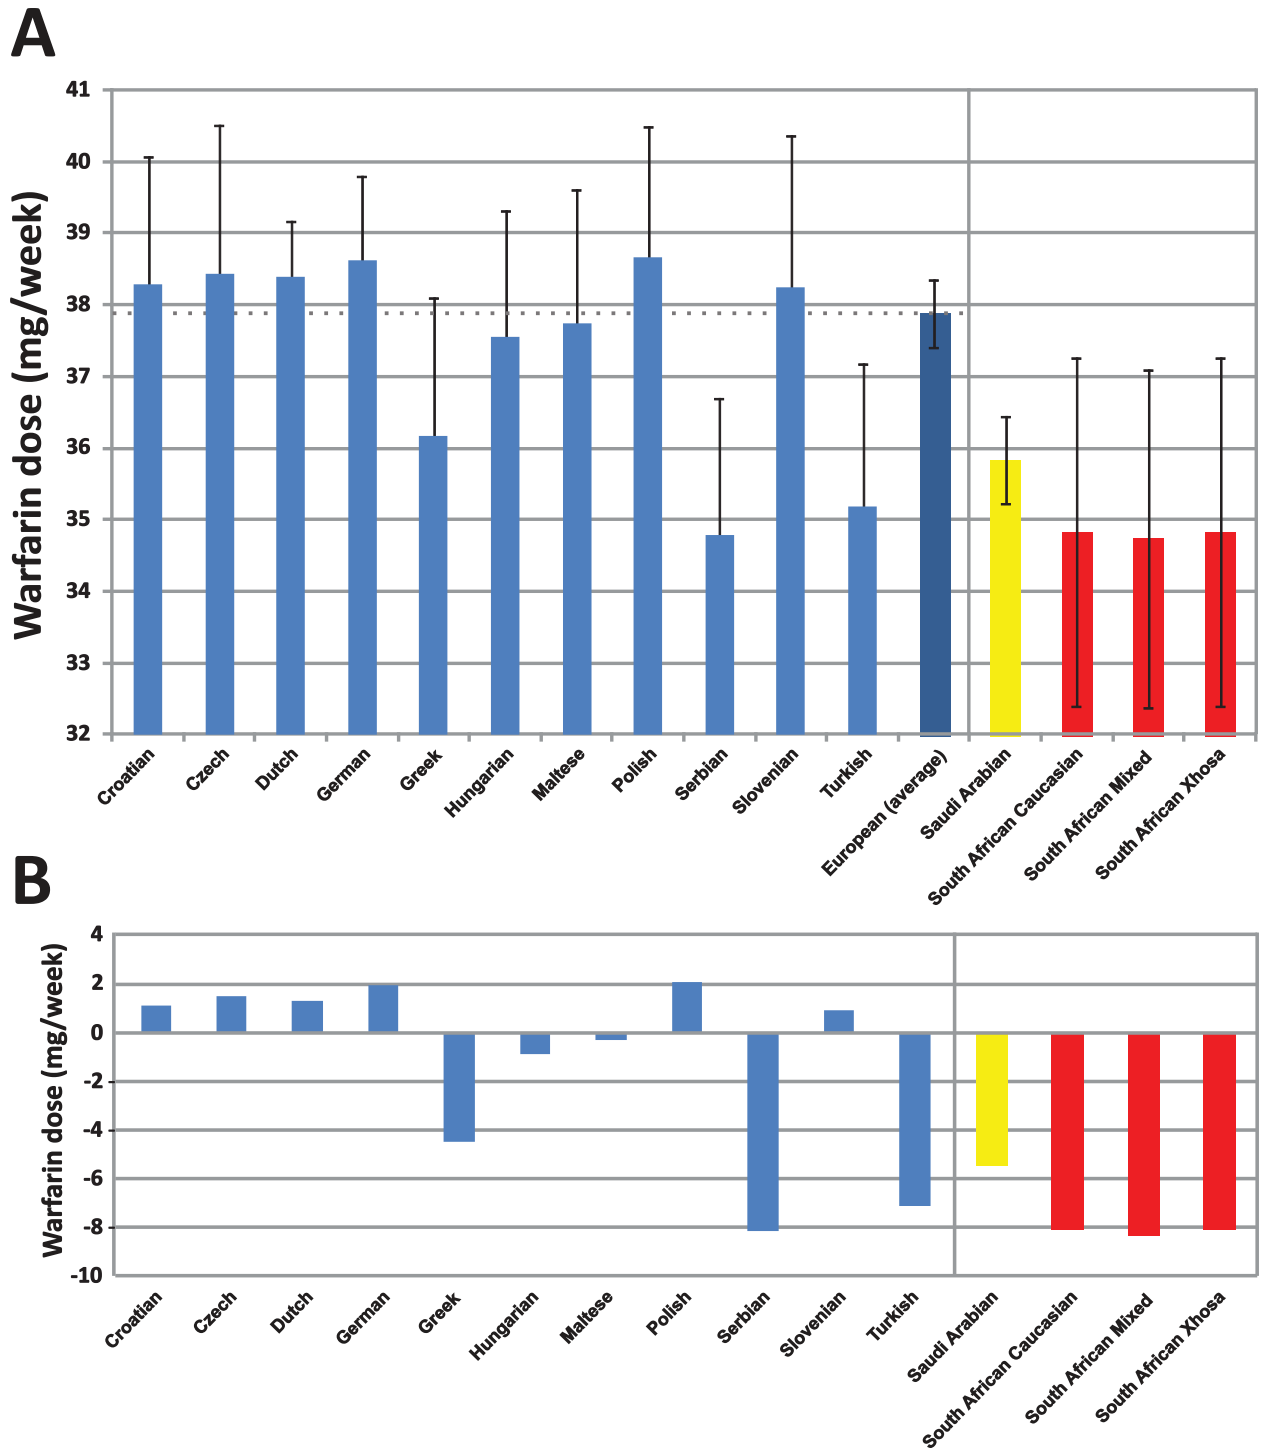 A
Warfarin dose (mg/week)
41
40
39
38
37
36
35
34
33
32
Croatian
Czech
Dutch
German
Greek
Hungarian
Maltese
Polish
Serbian
Slovenian
Turkish
European (average)
Saudi Arabian
South African Caucasian
South African Mixed
South African Xhosa
B
Warfarin dose (mg/week)
4
2
0
-2
-4
-6
-8
-10
Croatian
Czech
Dutch
German
Greek
Hungarian
Maltese
Polish
Serbian
Slovenian
Turkish
Saudi Arabian
South African Caucasian
South African Mixed
South African Xhosa